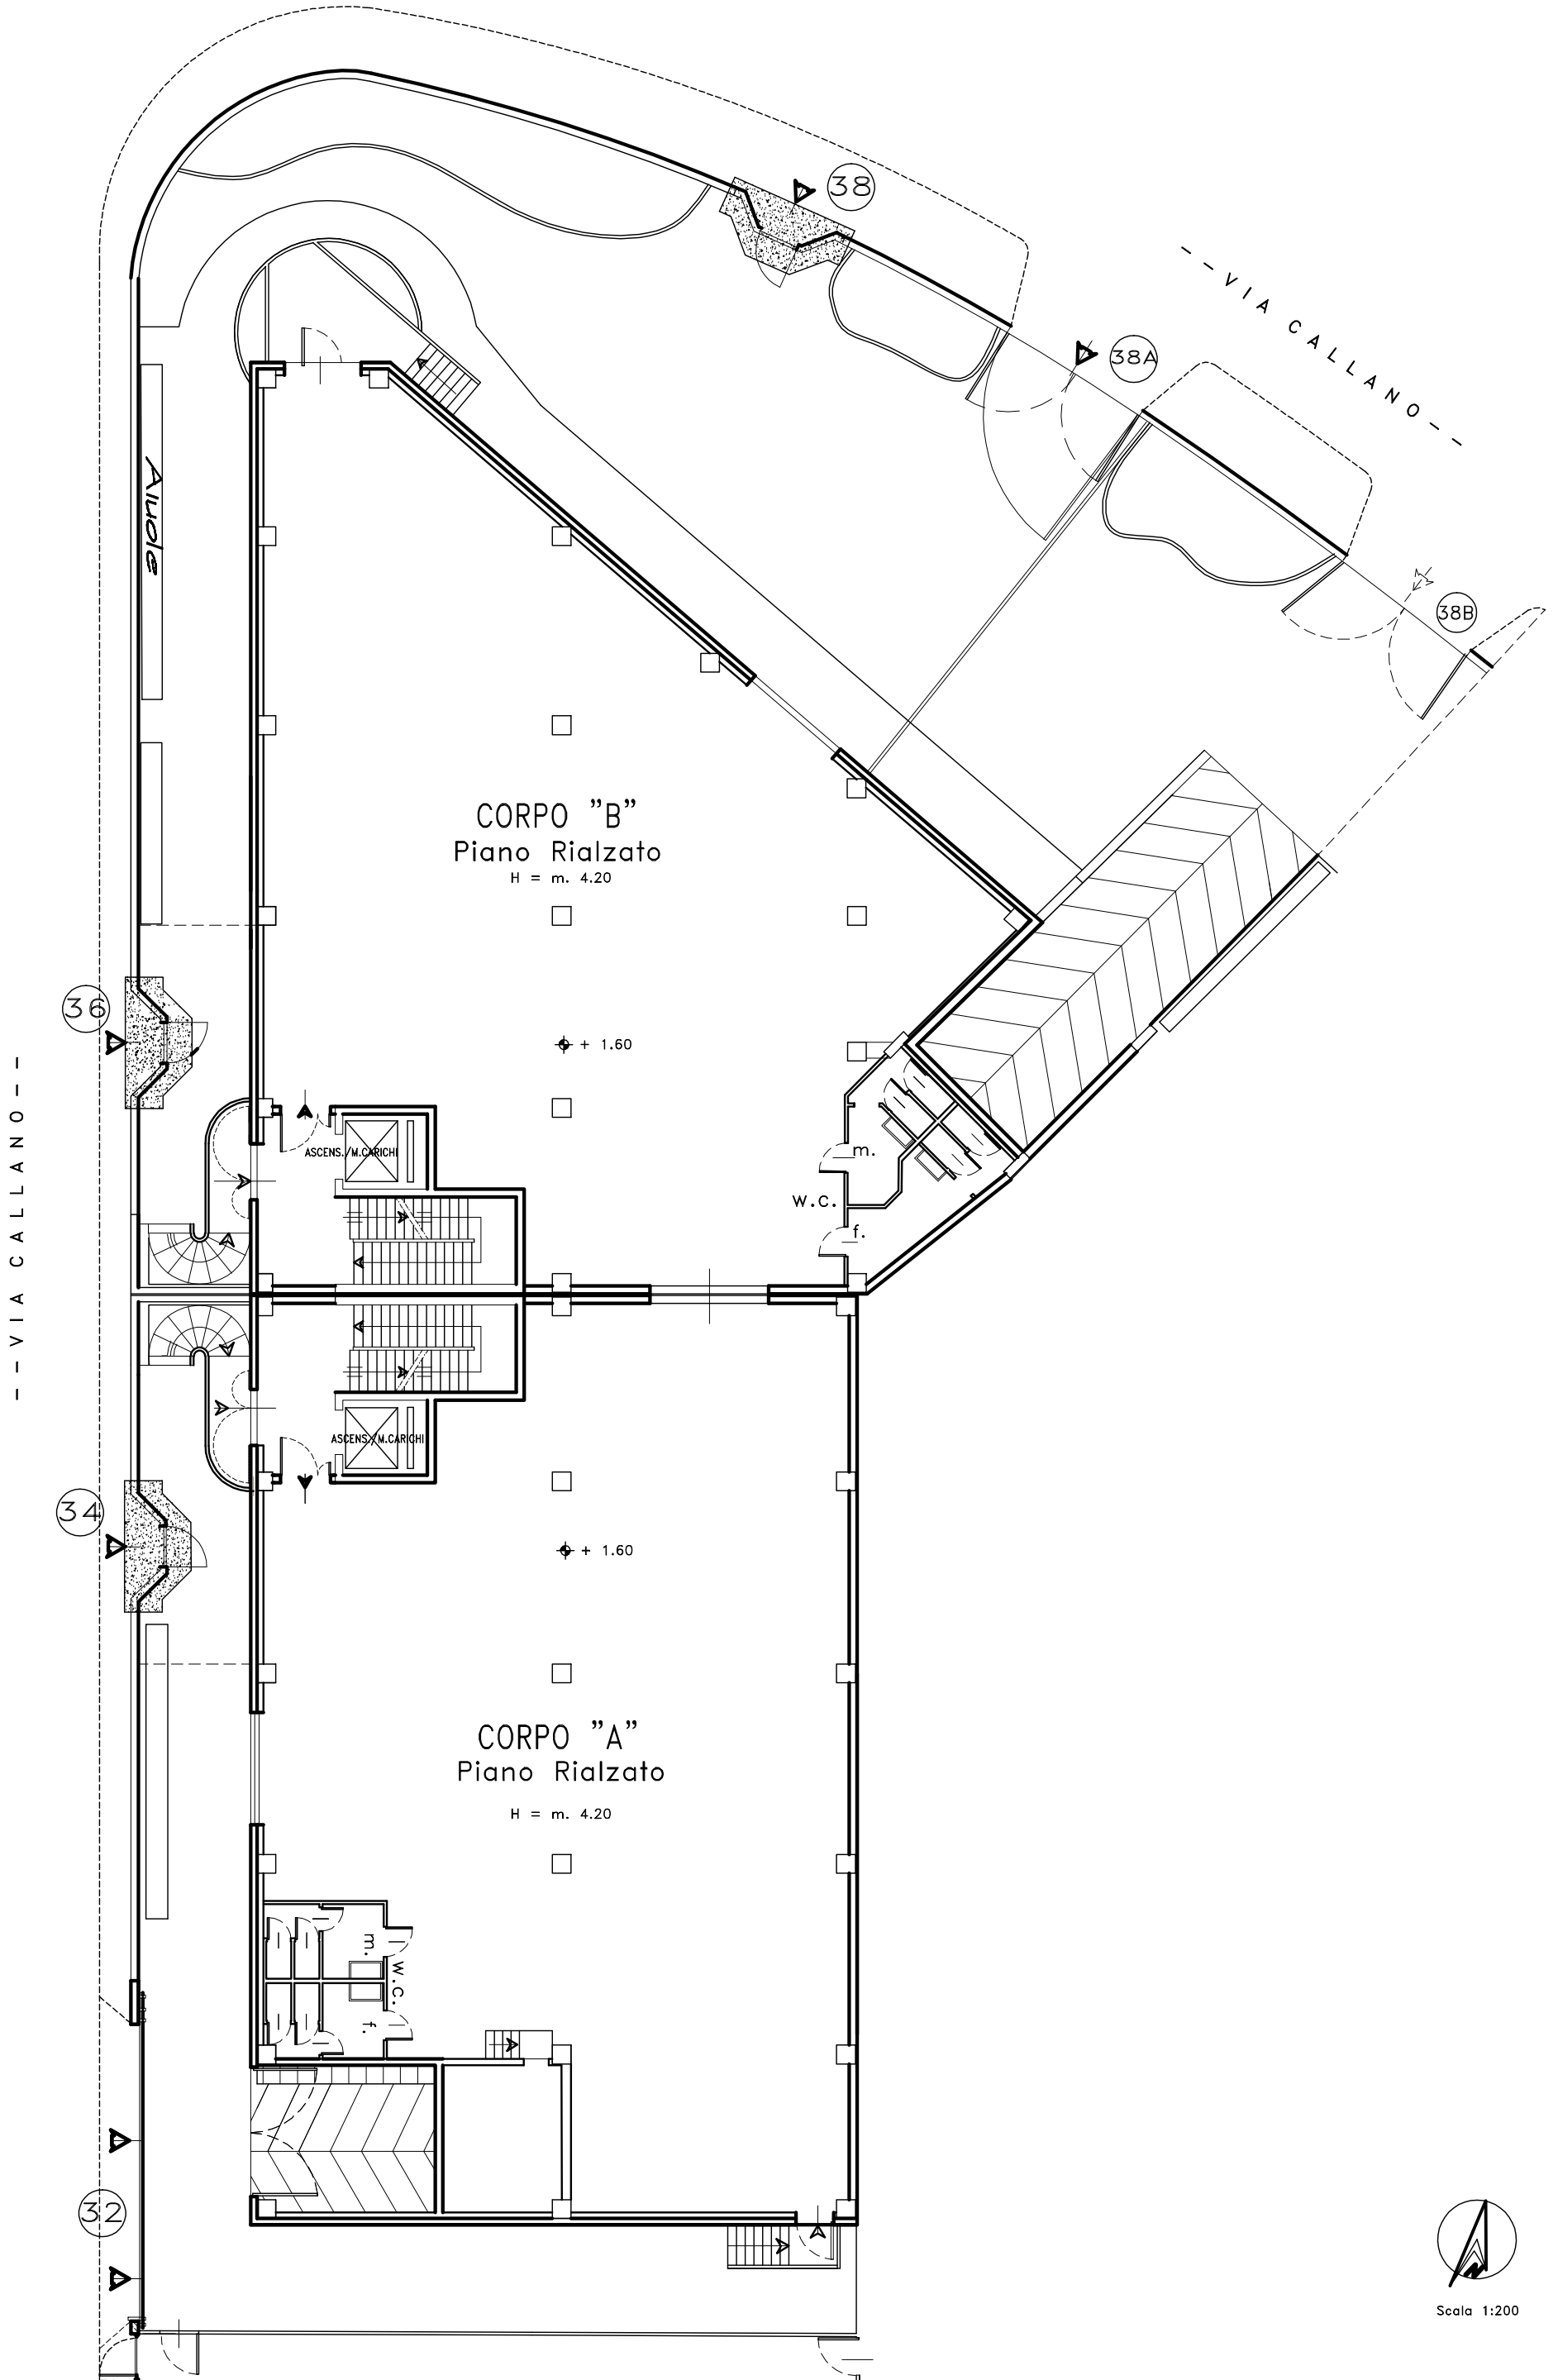 38
--VIA CALLANO--
38A
Aiuole
38B
CORPO "B"
Piano Rialzato
H = m. 4.20
36
+ 1.60
--VIA CALLANO--
ASCENS./M.CARICHI
m.
w.c.
f.
ASCENS./M.CARICHI
34
+ 1.60
CORPO "A"
Piano Rialzato
H = m. 4.20
m.
w.c.
f.
32
N
Scala 1:200